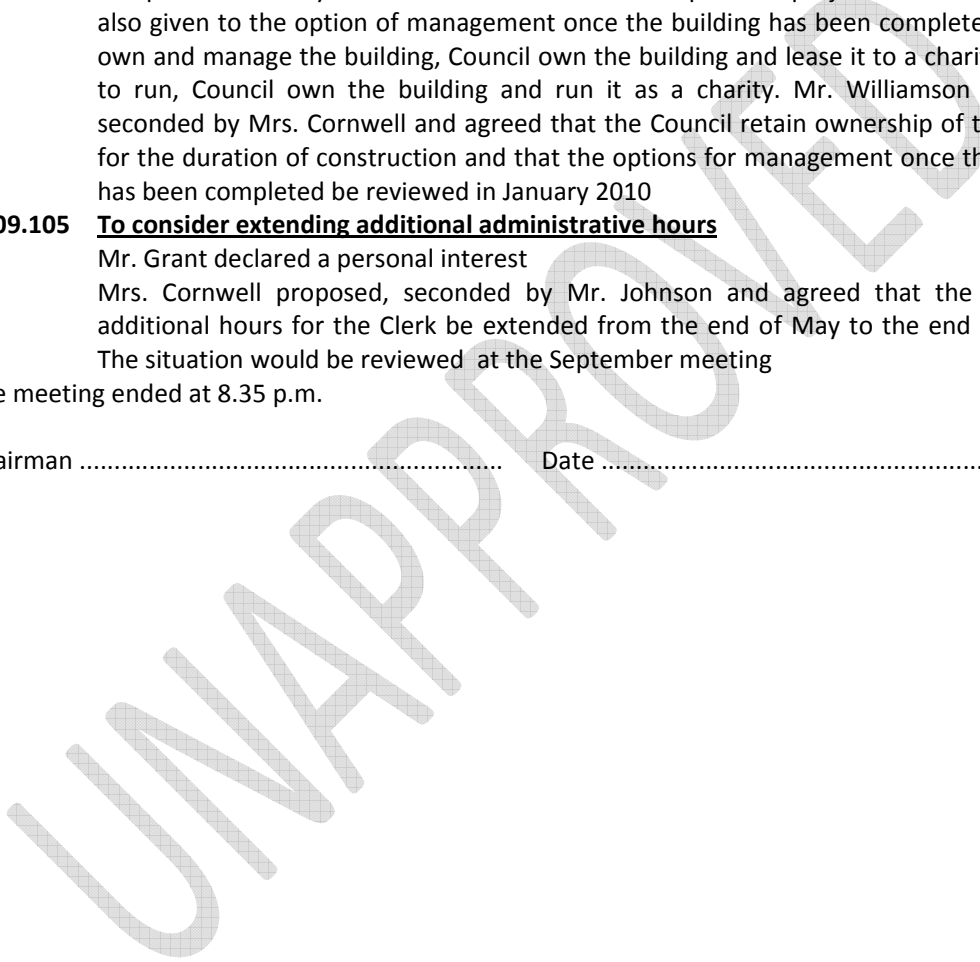 also given to the option of management once the building has been complete
own and manage the building, Council own the building and lease it to a chari
to run, Council own the building and run it as a charity. Mr. Williamson
seconded by Mrs. Cornwell and agreed that the Council retain ownership of t
for the duration of construction and that the options for management once th
has been completed be reviewed in January 2010
09.105 To consider extending additional administrative hours
Mr. Grant declared a personal interest
Mrs. Cornwell proposed, seconded by Mr. Johnson and agreed that the
additional hours for the Clerk be extended from the end of May to the end
The situation would be reviewed at the September meeting
e meeting ended at 8.35 p.m.
airman ............................................................ Date ......................................................
UNAPPROVED